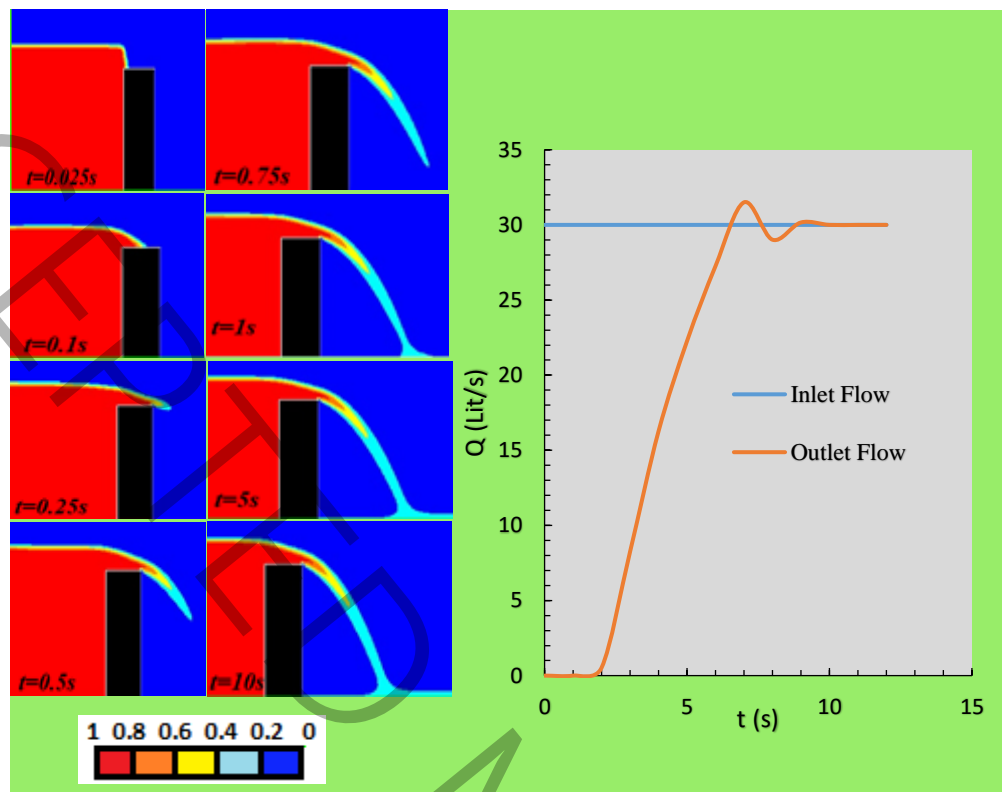 t=0.025s
t=0.75s
t=0.1s
t=1s
t=0.25s
t=5s
t=0.5s
t=10s
1 0.8 0.6 0.4 0.2 0
35
30
25
20
15
10
5
0
Q (Lit/s)
Inlet Flow
Outlet Flow
0 5 10 15
t (s)